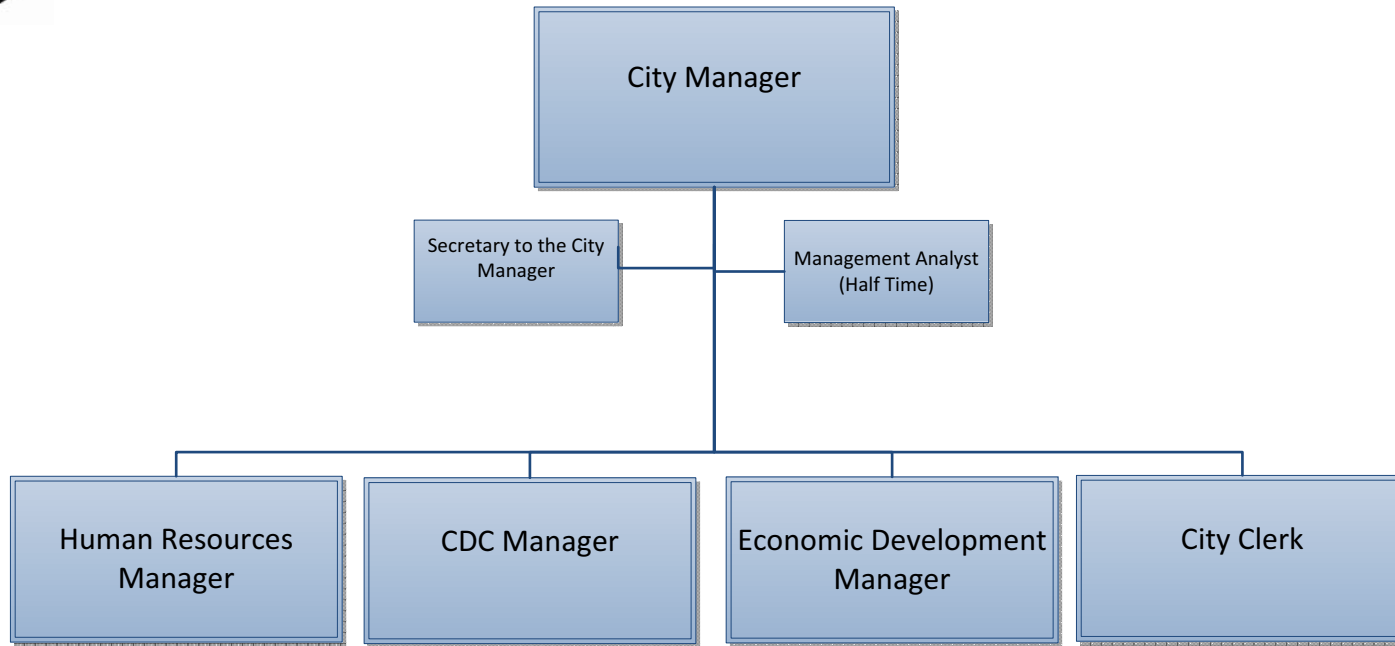 City Manager
Secretary to the City
Manager
Management Analyst
(Half Time)
Human Resources
Manager
CDC Manager
Economic Development
Manager
City Clerk